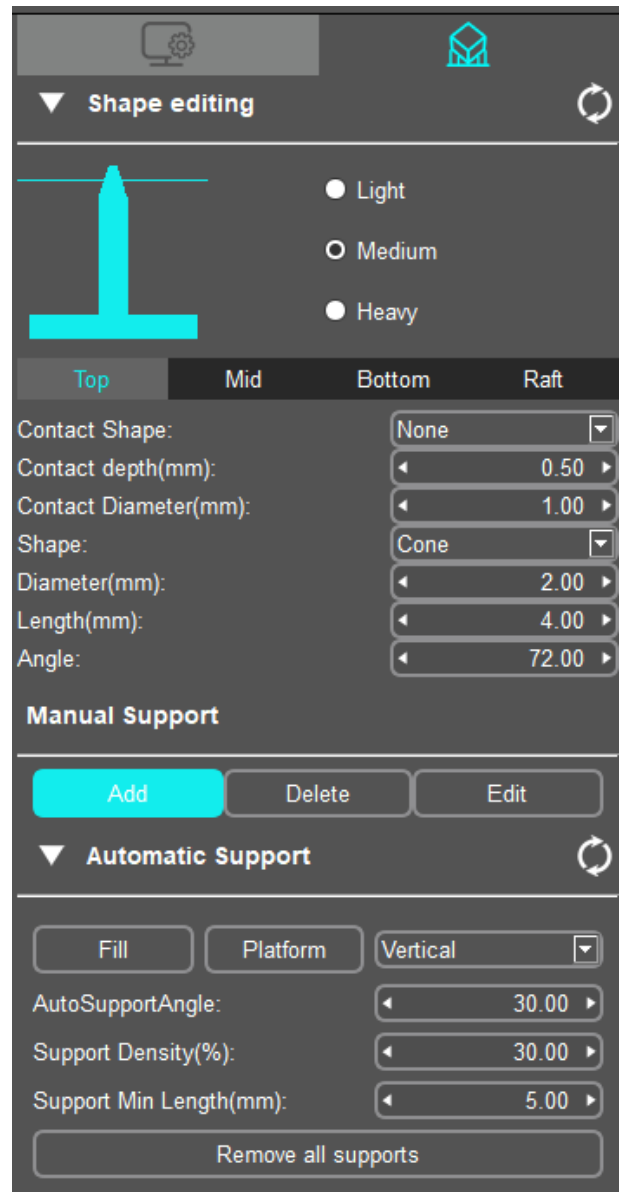 Shape editing
Light
Medium
Heavy
Top Mid Bottom Raft
Contact Shape: None
Contact depth(mm): 0.50
Contact Diameter(mm): 1.00
Shape: Cone
Diameter(mm): 2.00
Length(mm): 4.00
Angle: 72.00
Manual Support
Add Delete Edit
Automatic Support
Fill Platform Vertical
AutoSupportAngle: 30.00
Support Density(%): 30.00
Support Min Length(mm): 5.00
Remove all supports